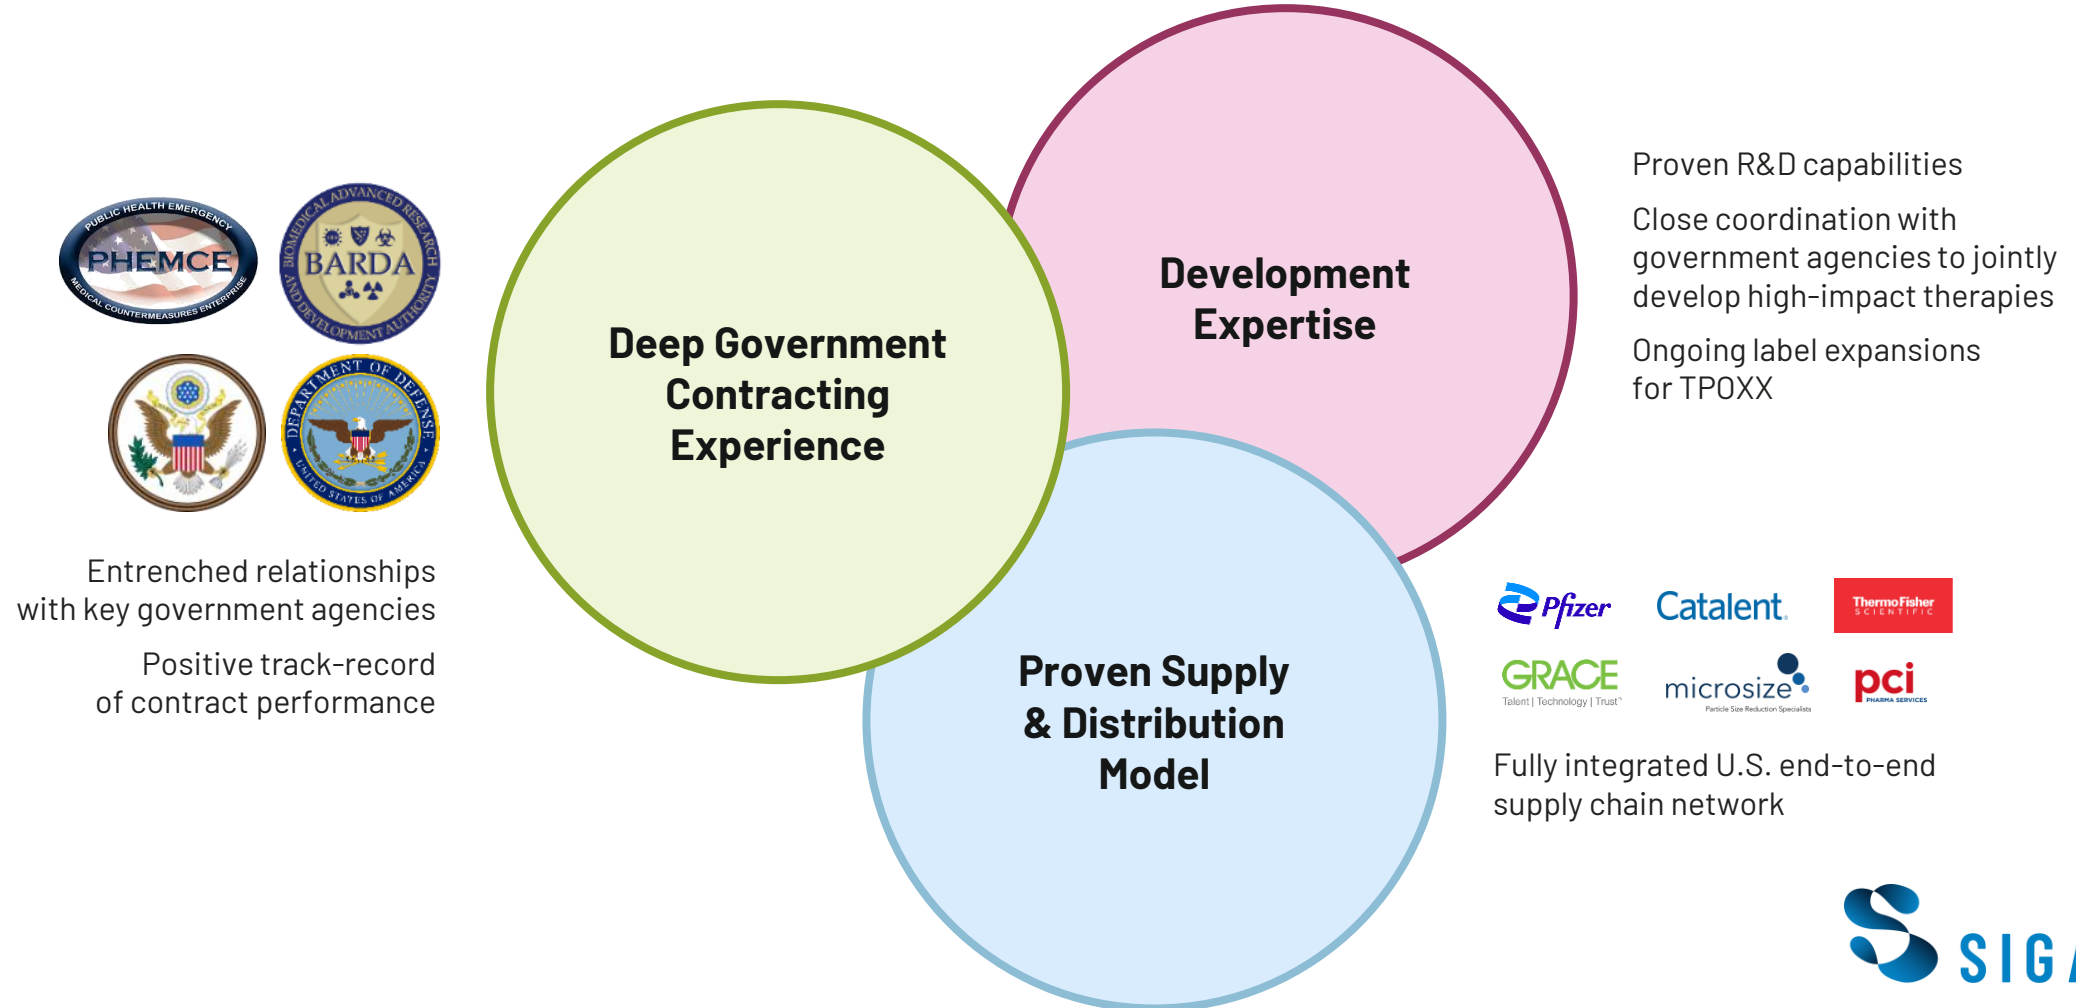 PUBLIC HEALTH EMERGENCY
PHEMCE
MEDICAL COUNTERMEASURES ENTERPRISE
BIOMEDICAL ADVANCED RESEARCH
BARDA
AND DEVELOPMENT AUTHORITY
DEPARTMENT OF DEFENSE
UNITED STATES OF AMERICA
Entrenched relationships
with key government agencies
Positive track-record
of contract performance
Deep Government
Contracting
Experience
Development
Expertise
Proven R&D capabilities
Close coordination with
government agencies to jointly
develop high-impact therapies
Ongoing label expansions
for TPOXX
Proven Supply
& Distribution
Model
Pfizer
Catalent.
ThermoFisher
SCIENTIFIC
GRACE
Talent | Technology | Trust™
microsize
Particle Size Reduction Specialists
pci
PHARMA SERVICES
Fully integrated U.S. end-to-end
supply chain network
SIGA